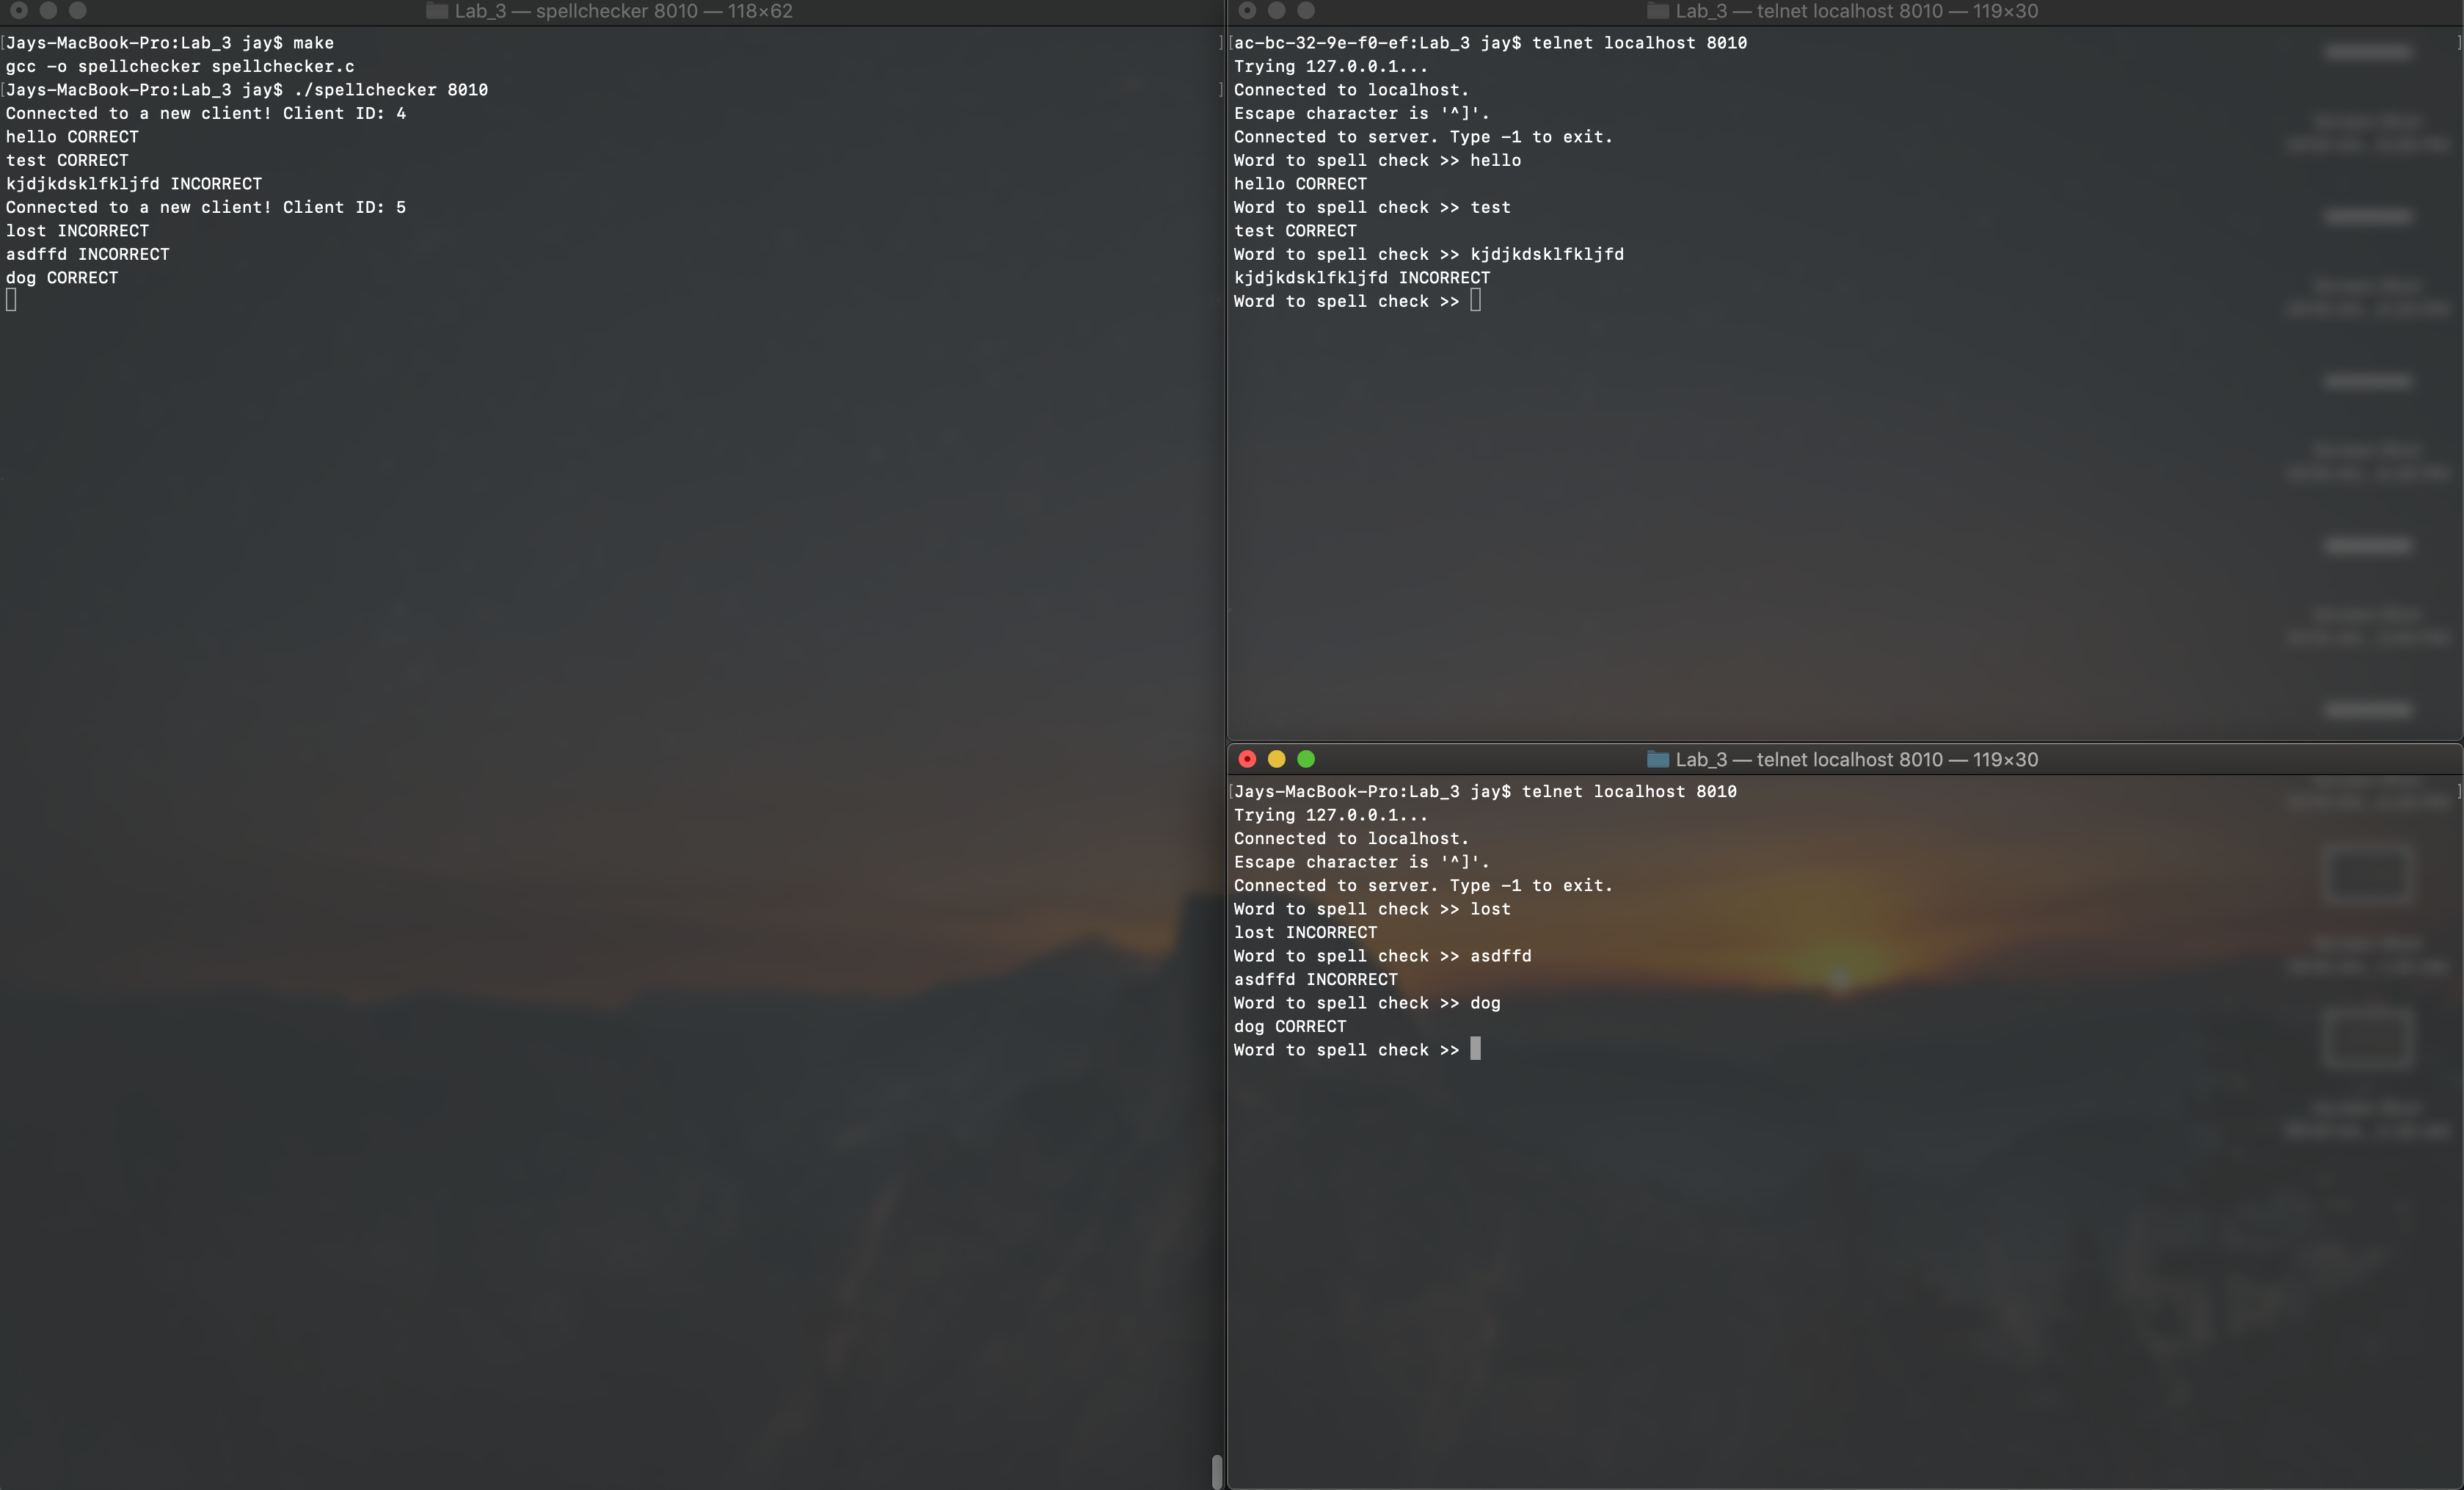 Lab_3 — spellchecker 8010 — 118×62
[Jays-MacBook-Pro:Lab_3 jay$ make ]
gcc -o spellchecker spellchecker.c
[Jays-MacBook-Pro:Lab_3 jay$ ./spellchecker 8010 ]
Connected to a new client! Client ID: 4
hello CORRECT
test CORRECT
kjdjkdsklfkljfd INCORRECT
Connected to a new client! Client ID: 5
lost INCORRECT
asdffd INCORRECT
dog CORRECT
Lab_3 — telnet localhost 8010 — 119×30
[ac-bc-32-9e-f0-ef:Lab_3 jay$ telnet localhost 8010 ]
Trying 127.0.0.1...
Connected to localhost.
Escape character is '^]'.
Connected to server. Type -1 to exit.
Word to spell check >> hello
hello CORRECT
Word to spell check >> test
test CORRECT
Word to spell check >> kjdjkdsklfkljfd
kjdjkdsklfkljfd INCORRECT
Word to spell check >>
Lab_3 — telnet localhost 8010 — 119×30
[Jays-MacBook-Pro:Lab_3 jay$ telnet localhost 8010 ]
Trying 127.0.0.1...
Connected to localhost.
Escape character is '^]'.
Connected to server. Type -1 to exit.
Word to spell check >> lost
lost INCORRECT
Word to spell check >> asdffd
asdffd INCORRECT
Word to spell check >> dog
dog CORRECT
Word to spell check >>